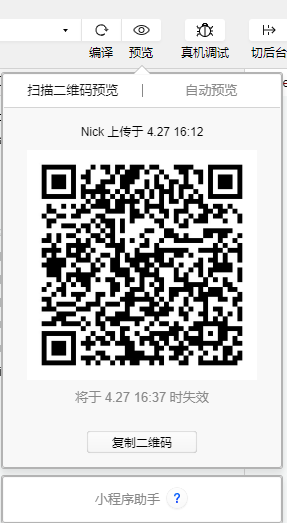 编译 预览 真机调试 切后台
扫描二维码预览 | 自动预览
Nick 上传于 4.27 16:12
将于 4.27 16:37 时失效
复制二维码
小程序助手 ?